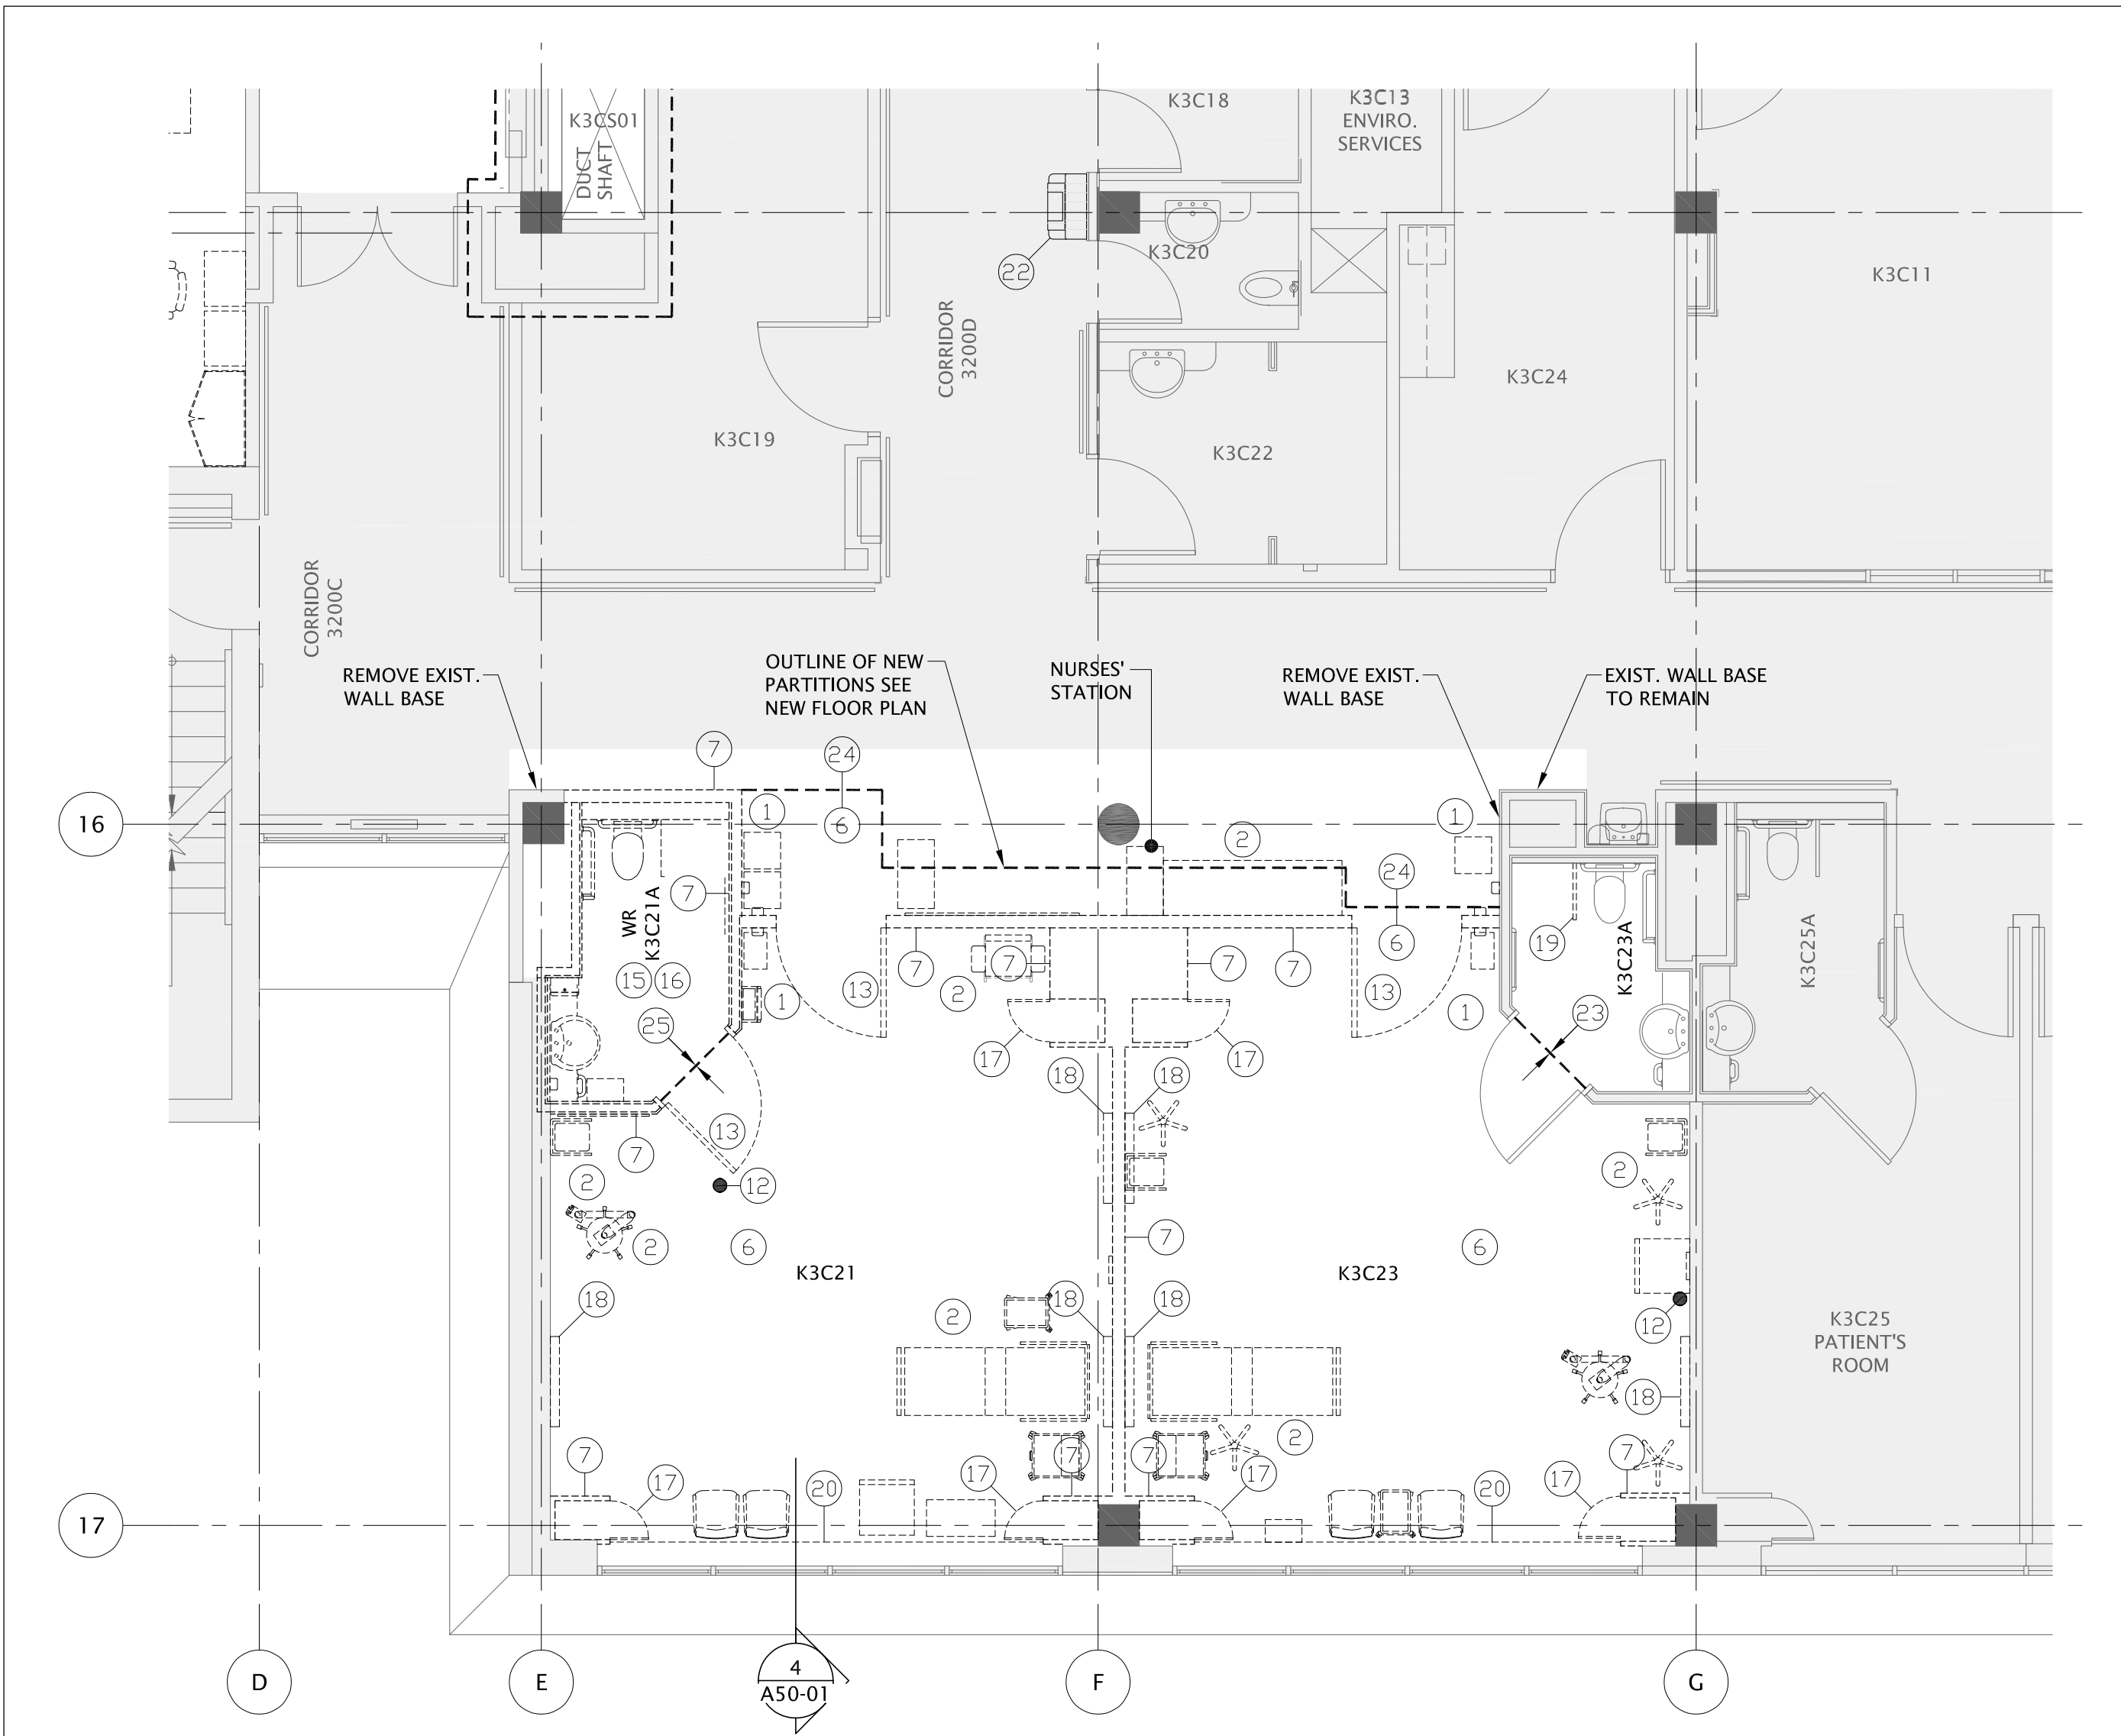 K3CS01
DUCT
SHAFT
K3C18
K3C13
ENVIRO.
SERVICES
22
K3C20
K3C11
CORRIDOR
3200D
K3C24
K3C19
K3C22
CORRIDOR
3200C
REMOVE EXIST.
WALL BASE
OUTLINE OF NEW
PARTITIONS SEE
NEW FLOOR PLAN
NURSES'
STATION
REMOVE EXIST.
WALL BASE
EXIST. WALL BASE
TO REMAIN
7
24
16
1
6
2
1
24
7
WR
K3C21A
6
19
K3C23A
K3C25A
7
7
7
15
16
13
2
13
1
1
25
23
17
17
18
18
13
7
2
12
2
2
6
7
6
K3C21
K3C23
18
18
18
2
12
K3C25
PATIENT'S
ROOM
18
2
7
17
20
17
7
7
17
20
17
7
17
D
E
4
A50-01
F
G